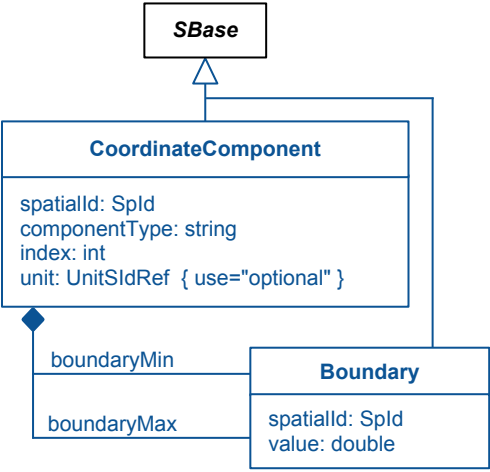 SBase
CoordinateComponent
spatialId: SpId
componentType: string
index: int
unit: UnitSIdRef { use="optional" }
boundaryMin
boundaryMax
Boundary
spatialId: SpId
value: double